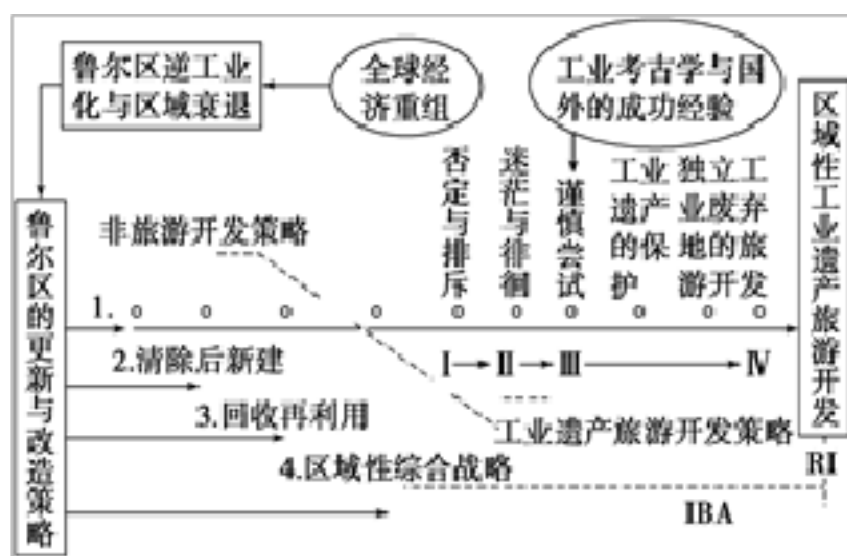 鲁尔区逆工业
化与区域衰退
全球经
济重组
工业考古学与国
外的成功经验
区域性工业遗产旅游开发
否定与排斥
迷茫与徘徊
谨慎尝试
工业
遗产
的保
护
独立工
业废弃
地的旅
游开发
非旅游开发策略
鲁尔区的更新与改造策略
1.
2.清除后新建
Ⅰ
Ⅱ
Ⅲ
Ⅳ
3.回收再利用
工业遗产旅游开发策略
4.区域性综合战略
RI
IBA